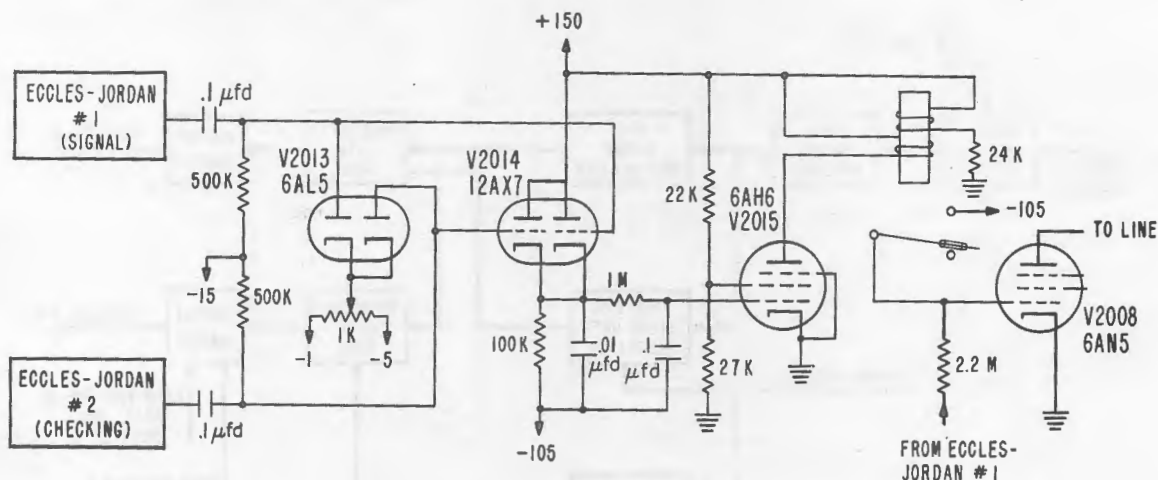 +150
ECCLES-JORDAN
#1
(SIGNAL)
.1 µfd
500K
V2013
6AL5
V2014
12AX7
22K
6AH6
V2015
24K
-105
TO LINE
-15
500K
1K
-1
-5
1M
100K
.01
µfd
.1
µfd
27K
V2008
6AN5
2.2 M
ECCLES-JORDAN
#2
(CHECKING)
.1 µfd
-105
FROM ECCLES-
JORDAN #1